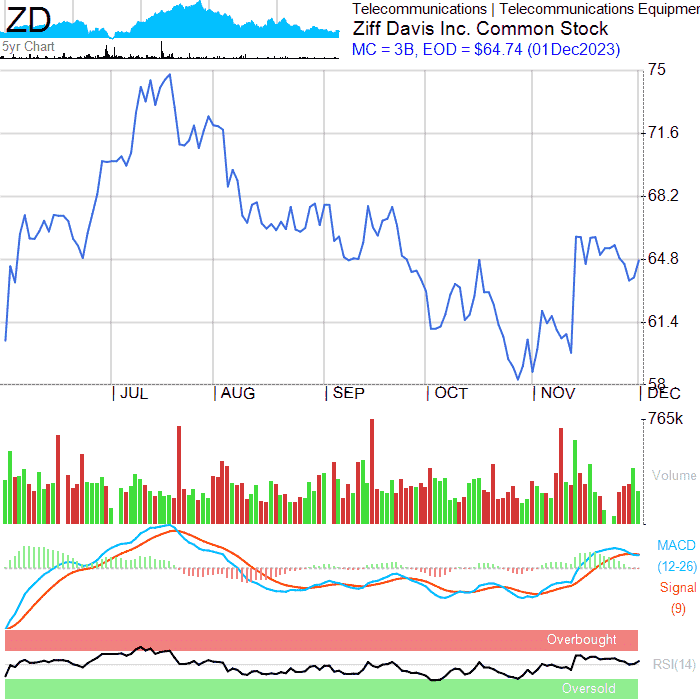 ZD
5yr Chart
Telecommunications | Telecommunications Equipmen
Ziff Davis Inc. Common Stock
MC = 3B, EOD = $64.74 (01Dec2023)
75
71.6
68.2
64.8
61.4
58
JUL AUG SEP OCT NOV DEC
765k
Volume
MACD
(12-26)
Signal
(9)
Overbought
RSI(14)
Oversold